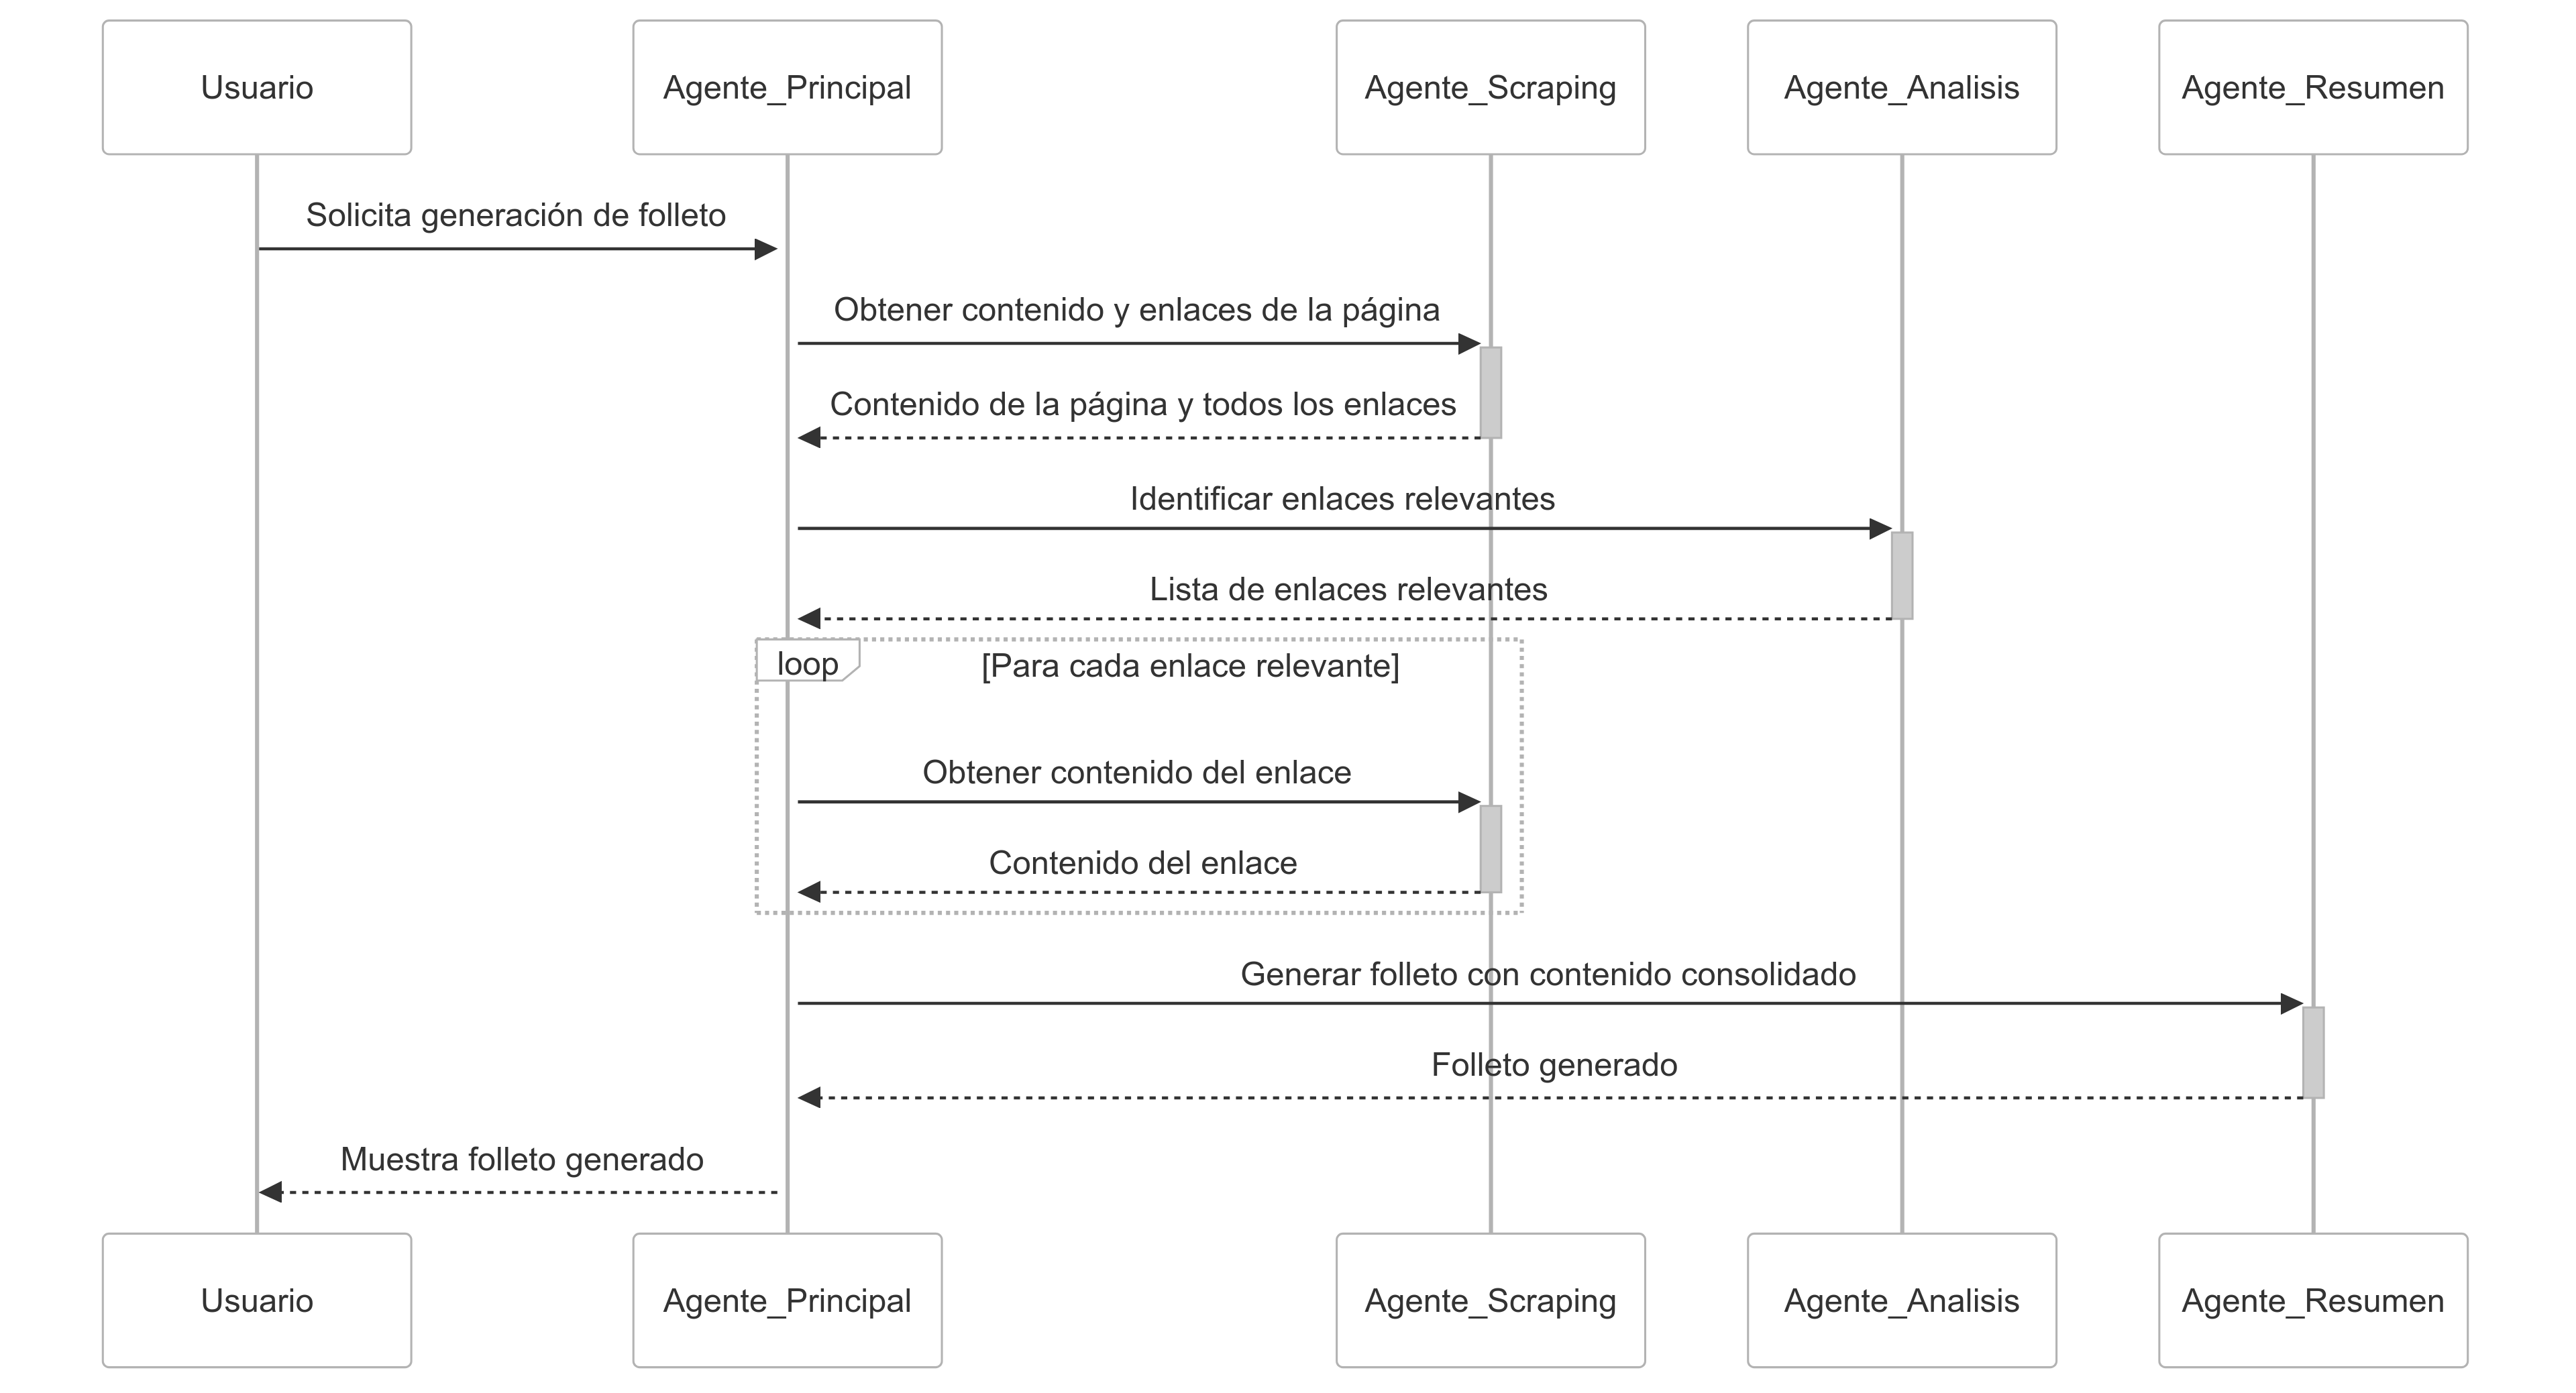 Usuario
Agente_Principal
Agente_Scraping
Agente_Analisis
Agente_Resumen
Solicita generación de folleto
Obtener contenido y enlaces de la página
Contenido de la página y todos los enlaces
Identificar enlaces relevantes
Lista de enlaces relevantes
loop
[Para cada enlace relevante]
Obtener contenido del enlace
Contenido del enlace
Generar folleto con contenido consolidado
Folleto generado
Muestra folleto generado
Usuario
Agente_Principal
Agente_Scraping
Agente_Analisis
Agente_Resumen